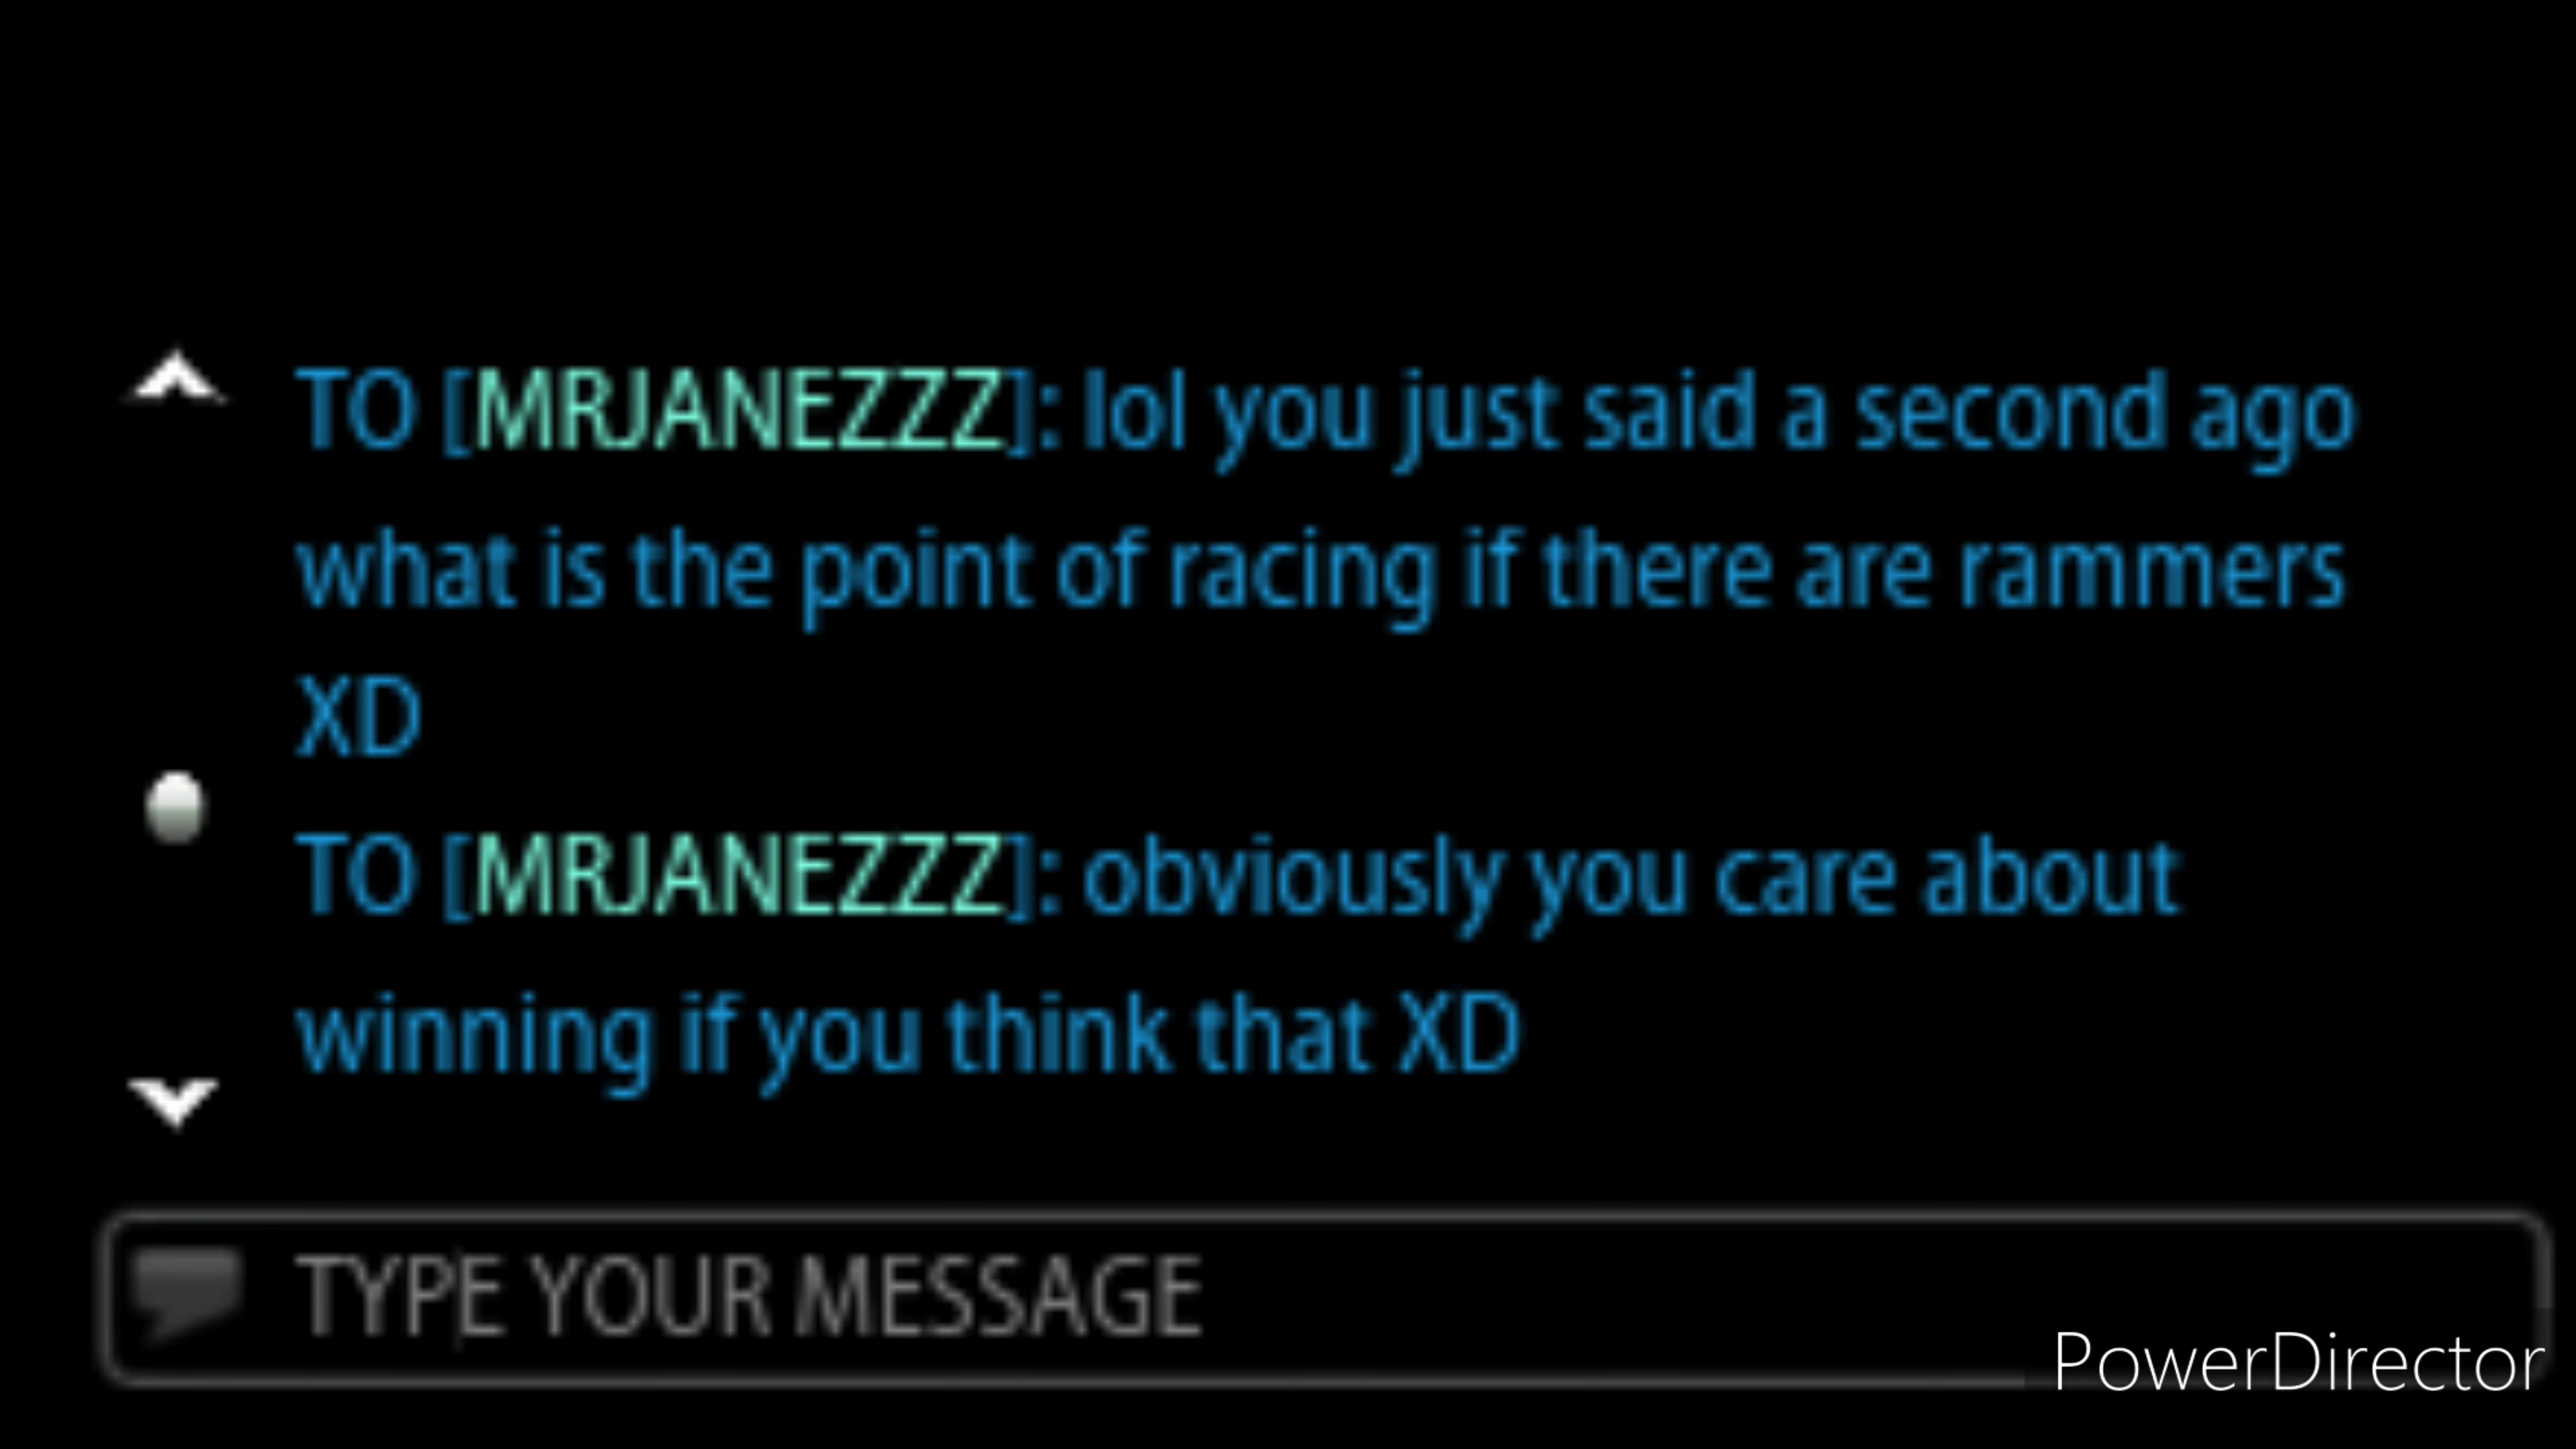 TO [MRJANEZZZ]: lol you just said a second ago
what is the point of racing if there are rammers
XD
TO [MRJANEZZZ]: obviously you care about
winning if you think that XD
TYPE YOUR MESSAGE
PowerDirector